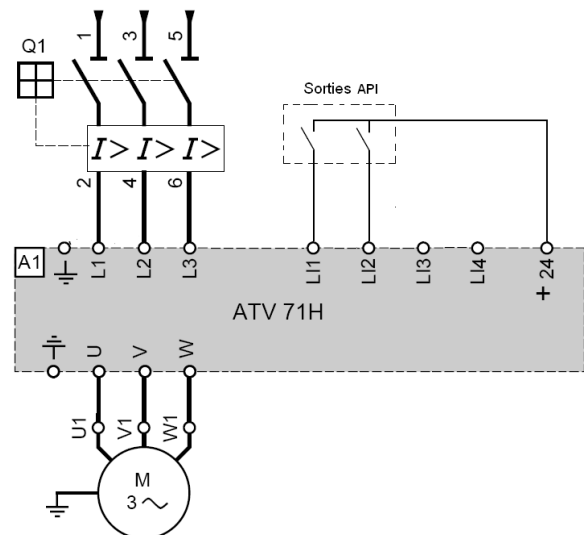 1 3 5
Q1
Sorties API
I> I> I>
2 4 6
A1
L1 L2 L3 LI1 LI2 LI3 LI4 + 24
ATV 71H
U V W
U1 V1 W1
M
3 ~